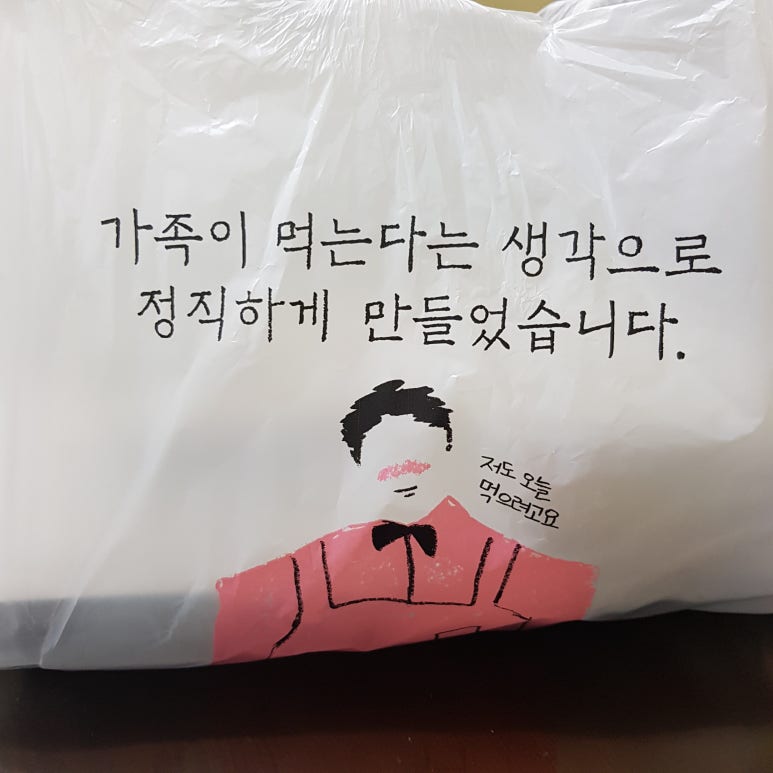 가족이 먹는다는 생각으로
정직하게 만들었습니다.
저도 오늘
먹으려고요